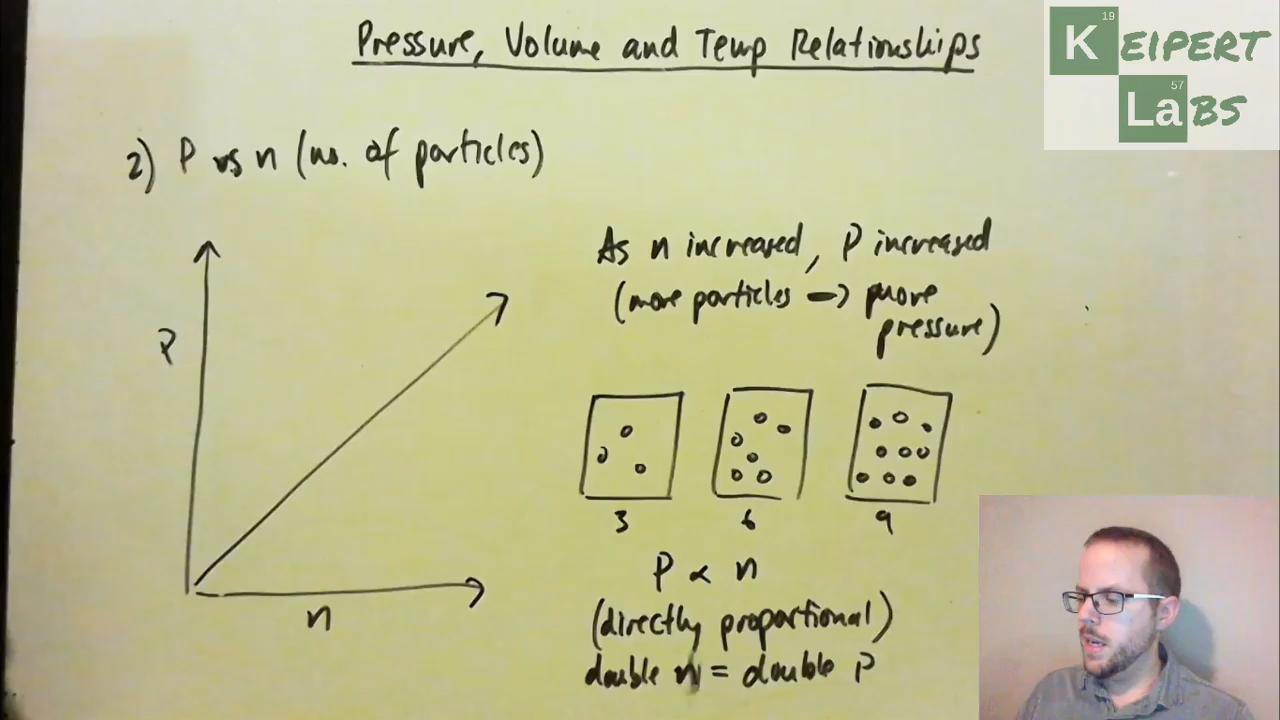 Pressure, Volume and Temp Relationships
19
KEIPERT
57
LaBS
2) P vs n (no. of particles)
As n increased, P increased
(more particles -> more
pressure)
P
3 6 9
P ∝ n
n
(directly proportional)
double n = double P